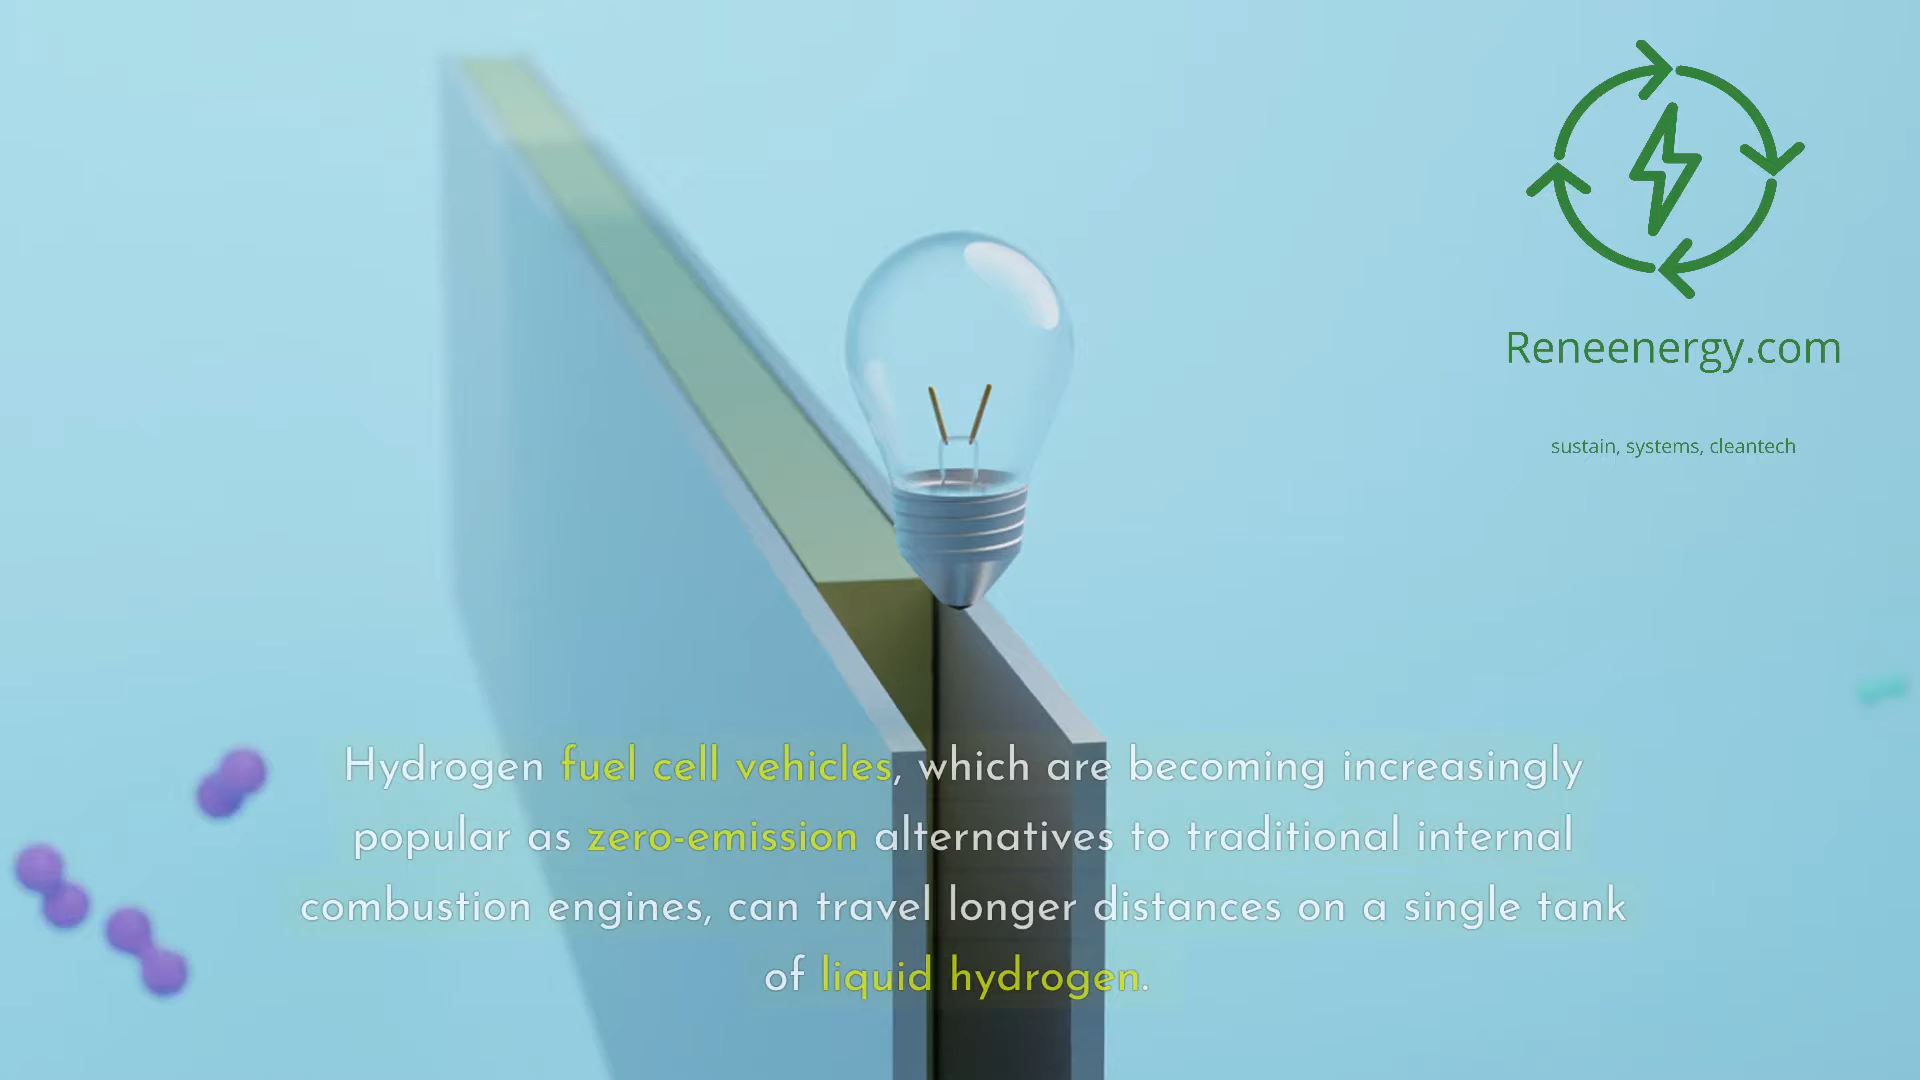 Reneenergy.com
sustain, systems, cleantech
Hydrogen fuel cell vehicles, which are becoming increasingly
popular as zero-emission alternatives to traditional internal
combustion engines, can travel longer distances on a single tank
of liquid hydrogen.